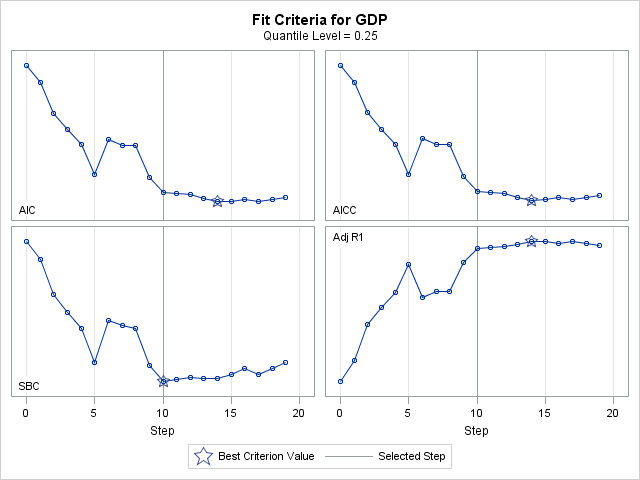 Fit Criteria for GDP
Quantile Level = 0.25
AIC
AICC
SBC
Adj R1
0 5 10 15 20
0 5 10 15 20
Step
Step
Best Criterion Value
Selected Step